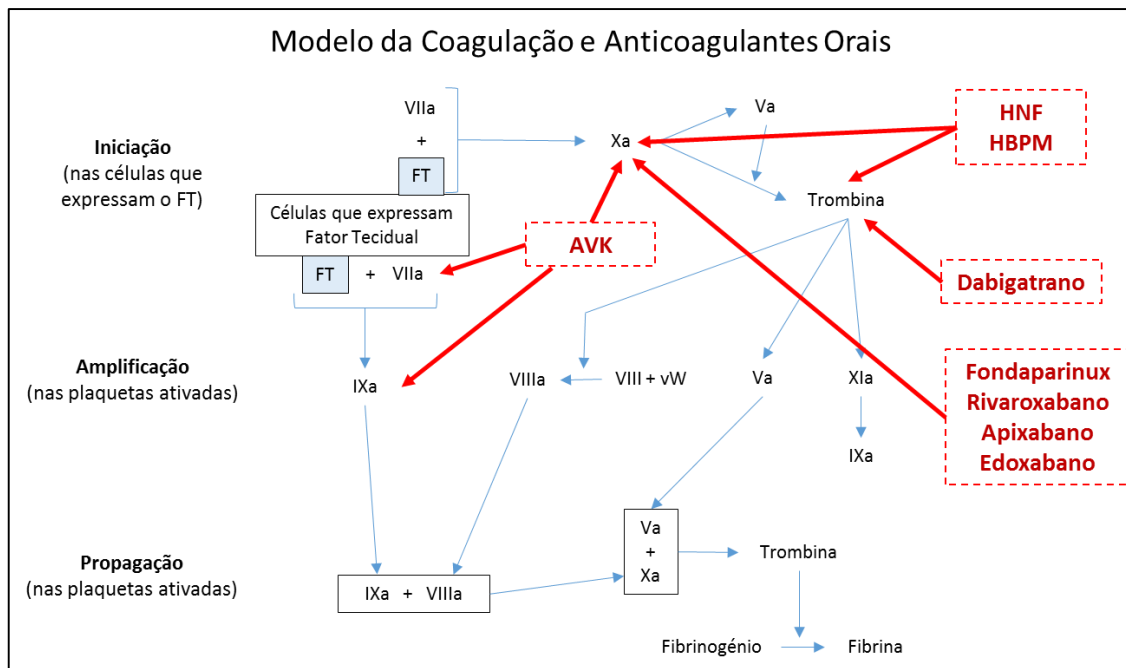 Modelo da Coagulação e Anticoagulantes Orais
Iniciação
(nas células que
expressam o FT)
VIIa
+
FT
Células que expressam
Fator Tecidual
FT + VIIa
Xa
Va
Trombina
HNF
HBPM
AVK
Dabigatrano
Amplificação
(nas plaquetas ativadas)
IXa
VIIIa
VIII + vW
Va
XIa
IXa
Fondaparinux
Rivaroxabano
Apixabano
Edoxabano
Propagação
(nas plaquetas ativadas)
IXa + VIIIa
Va
+
Xa
Trombina
Fibrinogénio
Fibrina